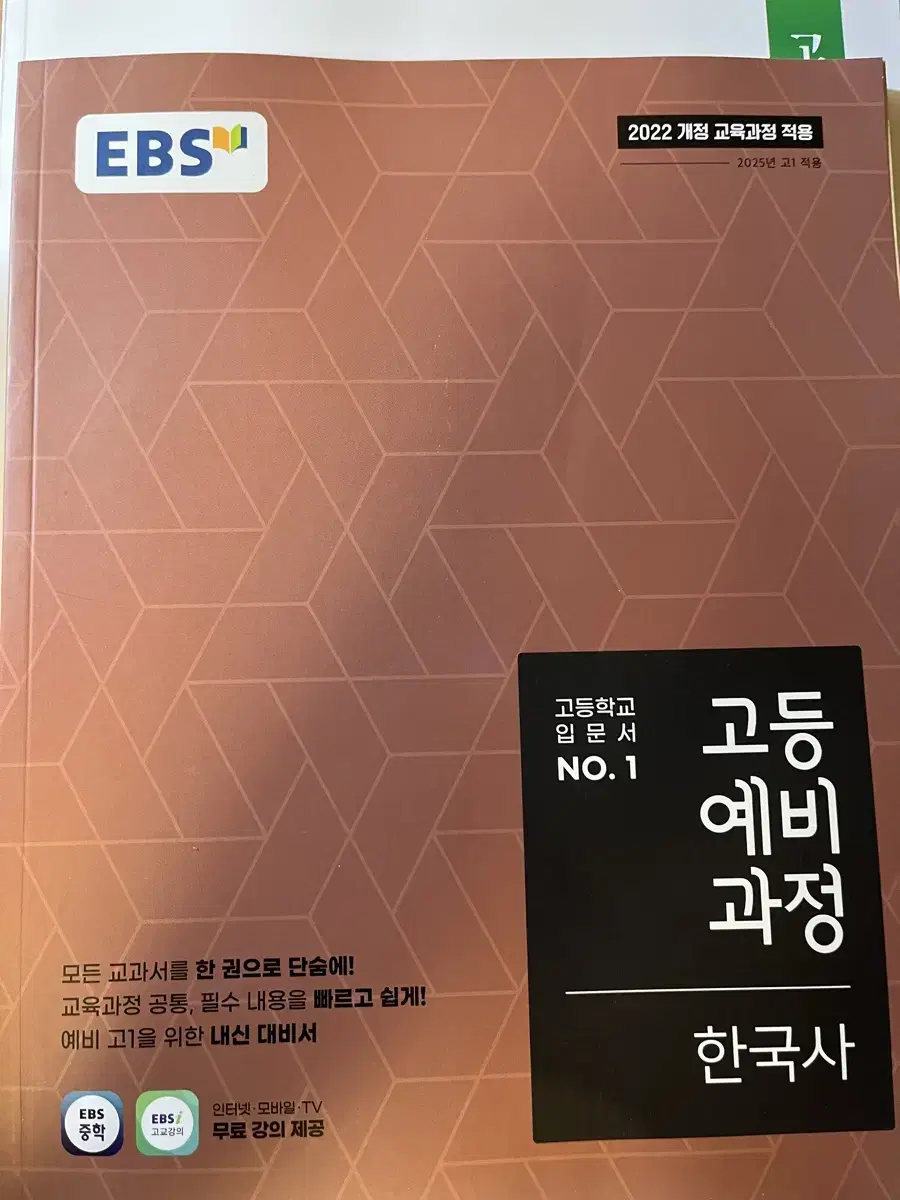 EBS
2022 개정 교육과정 적용
2025년 고1 적용
고등학교
입문서
NO. 1
고등
예비
과정
한국사
모든 교과서를 한 권으로 단숨에!
교육과정 공통, 필수 내용을 빠르고 쉽게!
예비 고1을 위한 내신 대비서
EBS
중학
EBSi
고교강의
인터넷·모바일·TV
무료 강의 제공